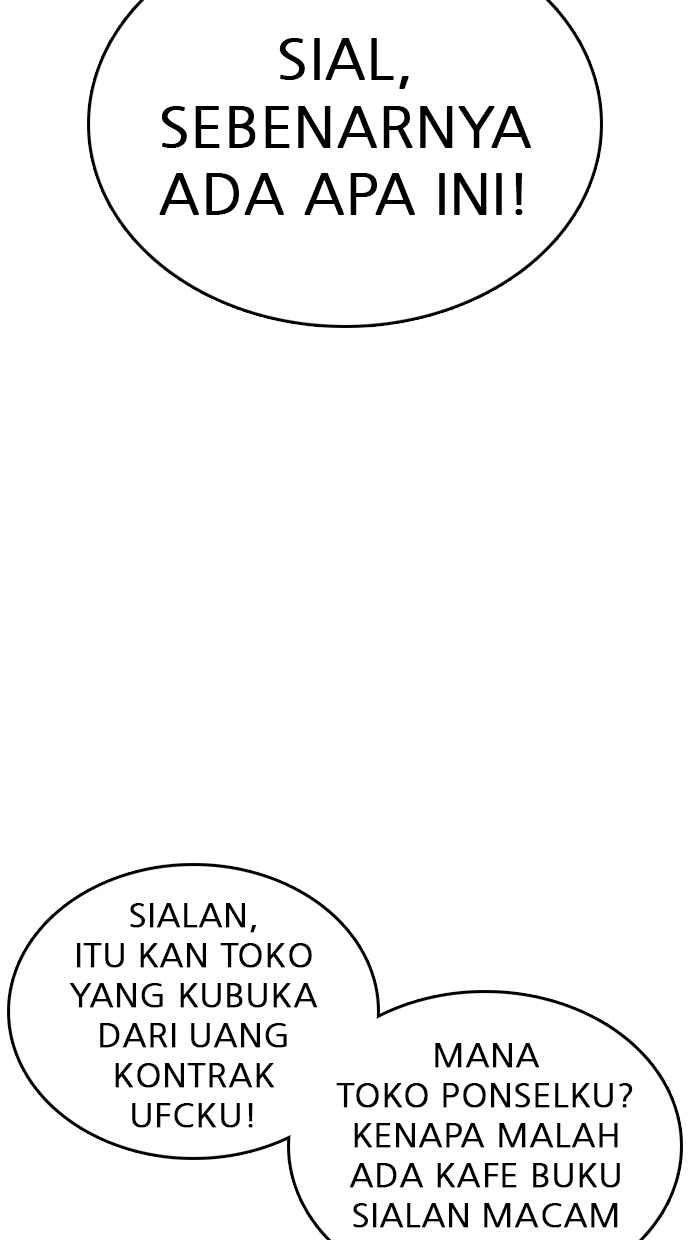 SIAL,
SEBENARNYA
ADA APA INI!
SIALAN,
ITU KAN TOKO
YANG KUBUKA
DARI UANG
KONTRAK
UFCKU!
MANA
TOKO PONSELKU?
KENAPA MALAH
ADA KAFE BUKU
SIALAN MACAM